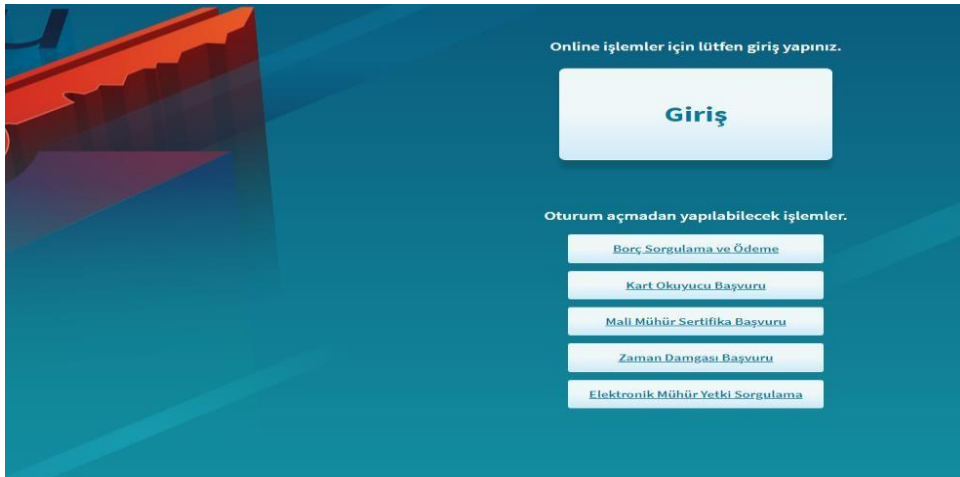 Online işlemler için lütfen giriş yapınız.
Giriş
Oturum açmadan yapılabilecek işlemler.
Borç Sorgulama ve Ödeme
Kart Okuyucu Başvuru
Mali Mühür Sertifika Başvuru
Zaman Damgası Başvuru
Elektronik Mühür Yetki Sorgulama